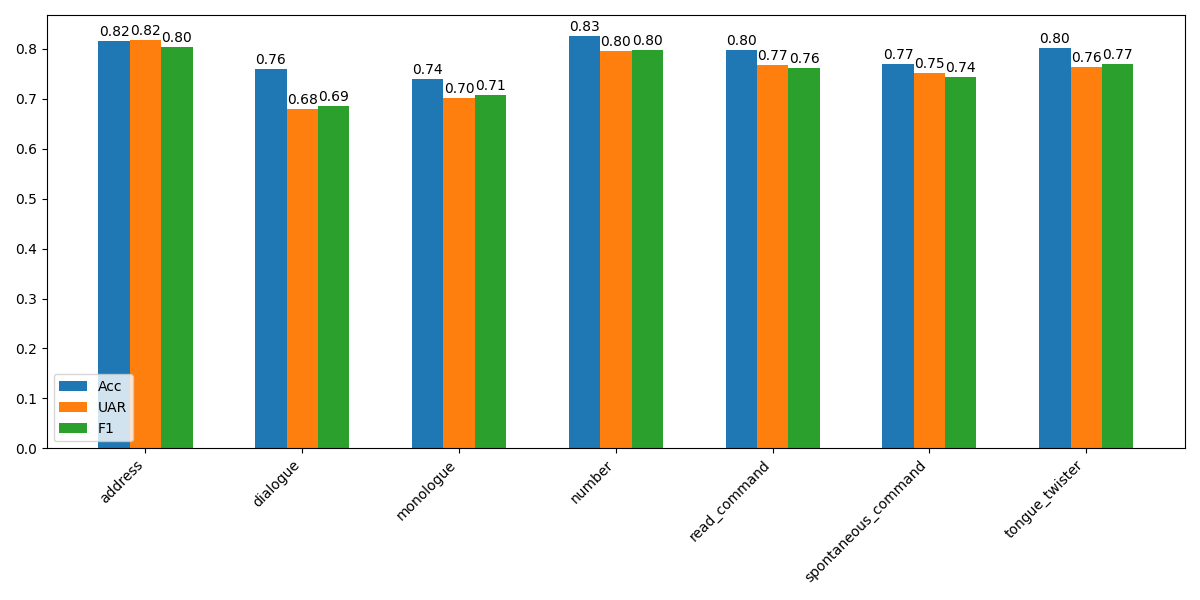 0.82 0.82 0.80
0.76 0.68 0.69
0.74 0.70 0.71
0.83 0.80 0.80
0.80 0.77 0.76
0.77 0.75 0.74
0.80 0.76 0.77
0.8
0.7
0.6
0.5
0.4
0.3
0.2
0.1
0.0
Acc
UAR
F1
address
dialogue
monologue
number
read_command
spontaneous_command
tongue_twister